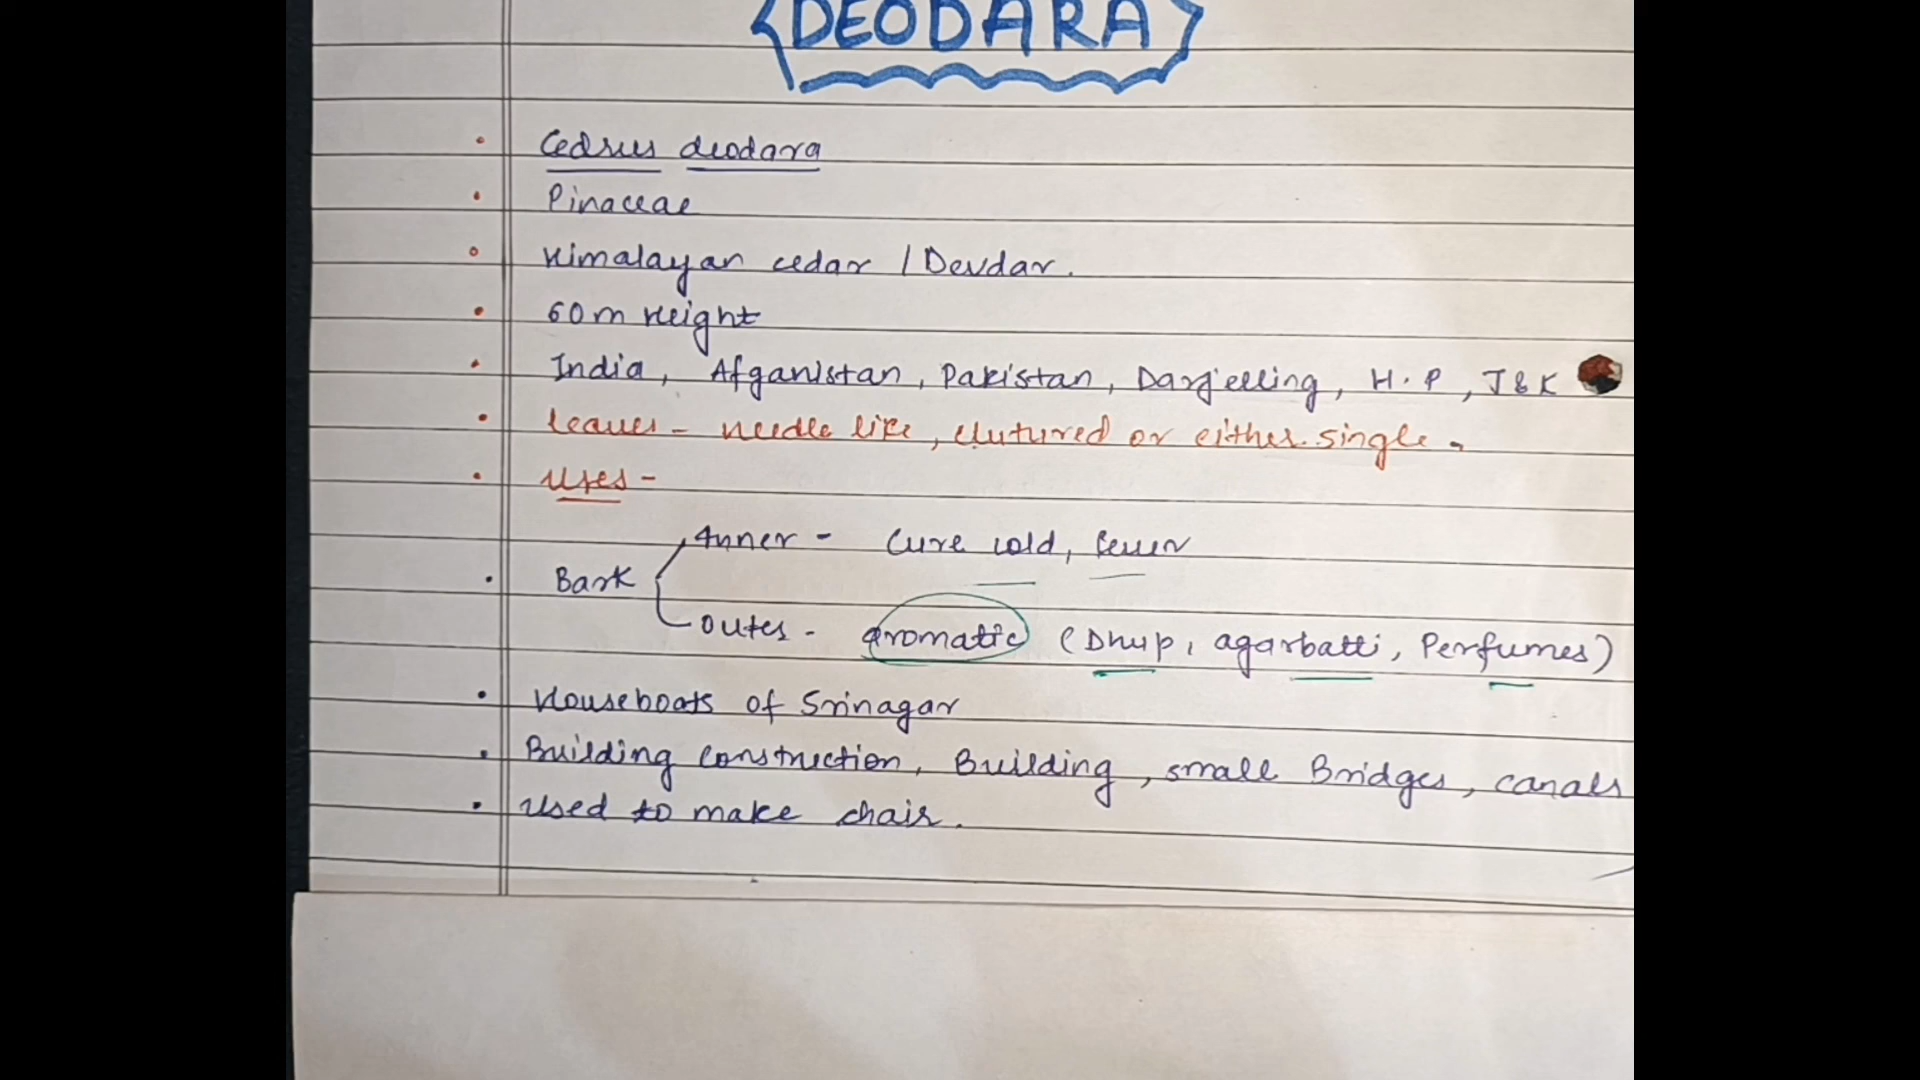 DEODARA
Cedrus deodara
Pinaceae
Himalayan cedar / Devdar.
60m Height
India, Afganistan, Pakistan, Darjelling, H.P, J&K
leaves - needle like, clutured or either single.
Uses -
Inner - Cure cold, fever
Bark
Outer - aromatic (Dhup, agarbatti, Perfumes)
Houseboats of Srinagar
Building construction, Building, small Bridges, canals
Used to make chair.